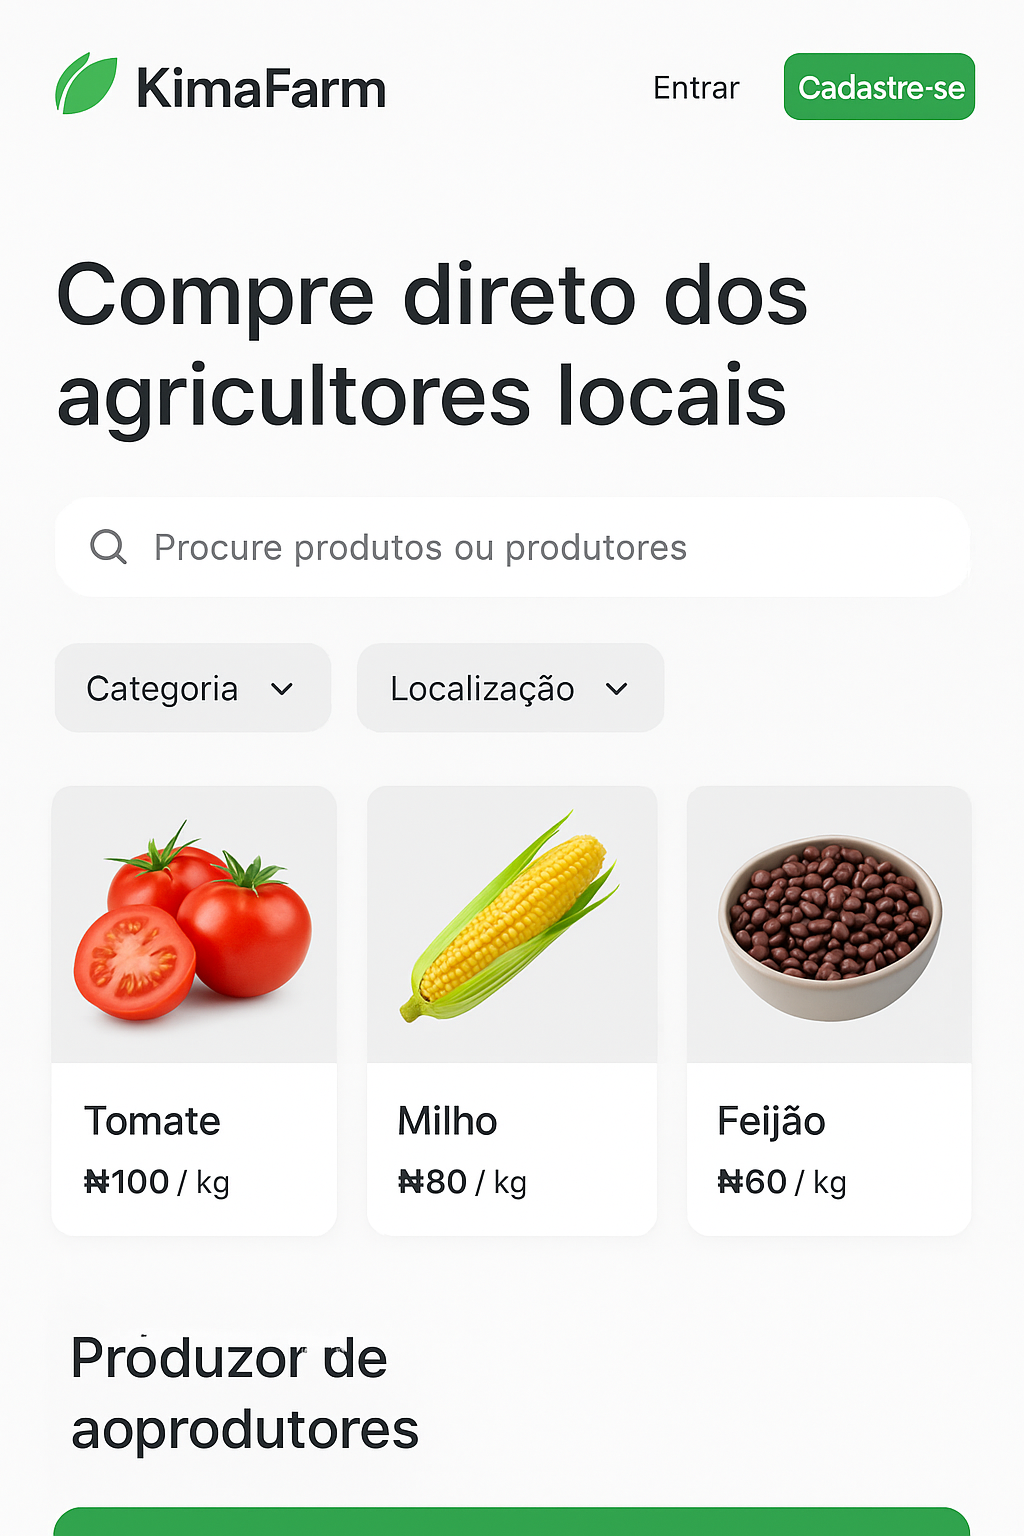 KimaFarm
Entrar
Cadastre-se
Compre direto dos
agricultores locais
Procure produtos ou produtores
Categoria
Localização
Tomate
₦100 / kg
Milho
₦80 / kg
Feijão
₦60 / kg
Produzor de
aoprodutores